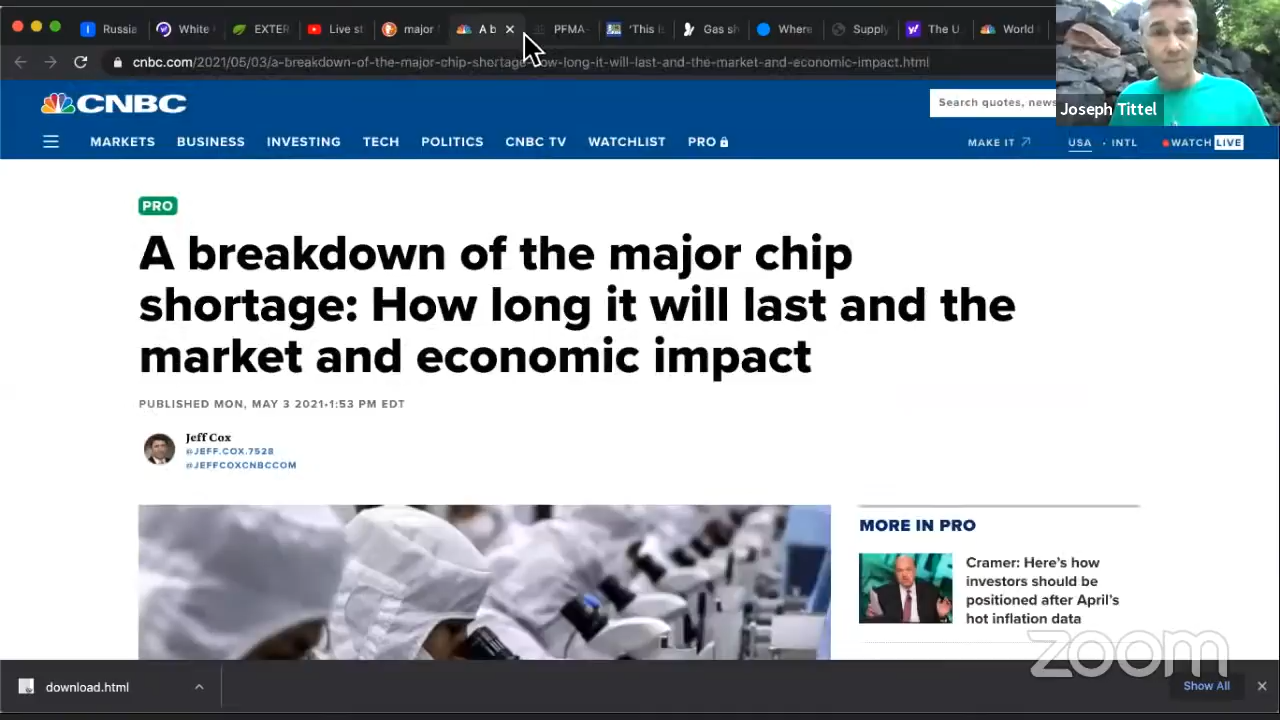 Russia
White
EXTER
Live st
major
A b
PFMA-
'This i
Gas sh
Where
Supply
The U
World
cnbc.com/2021/05/03/a-breakdown-of-the-major-chip-shortage-how-long-it-will-last-and-the-market-and-economic-impact.html
Joseph Tittel
CNBC
Search quotes, news
MARKETS BUSINESS INVESTING TECH POLITICS CNBC TV WATCHLIST PRO MAKE IT USA · INTL WATCH LIVE
PRO
A breakdown of the major chip
shortage: How long it will last and the
market and economic impact
PUBLISHED MON, MAY 3 2021•1:53 PM EDT
Jeff Cox
@JEFF.COX.7528
@JEFFCOXCNBCCOM
MORE IN PRO
Cramer: Here's how
investors should be
positioned after April's
hot inflation data
zoom
download.html
Show All